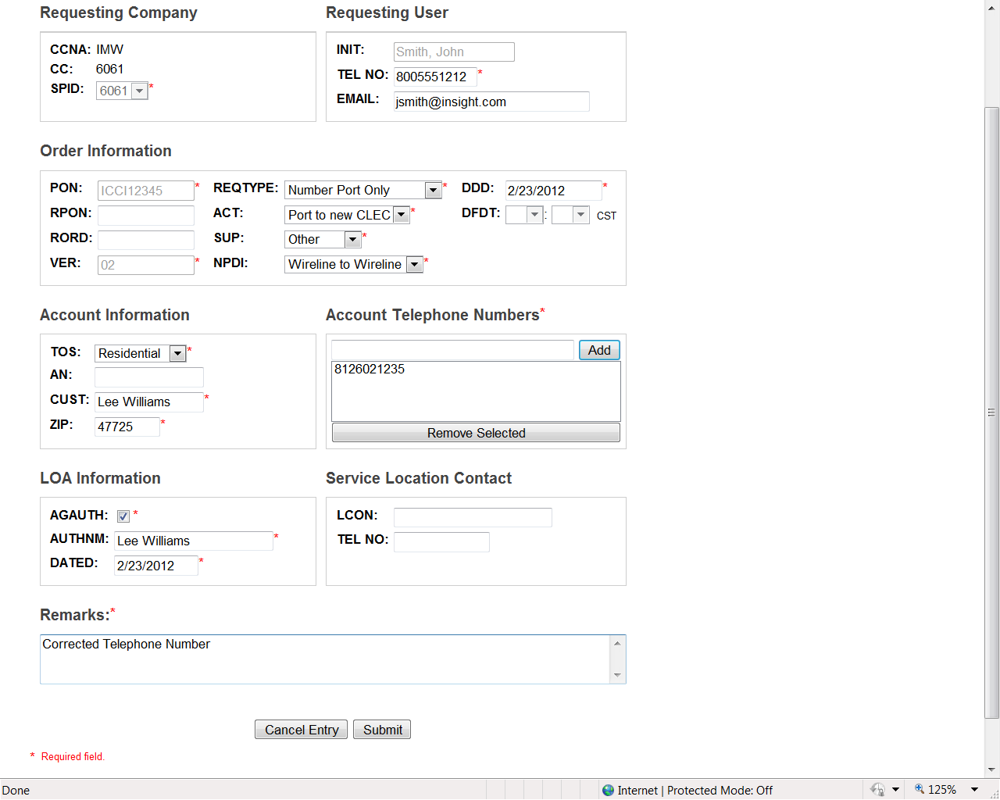 Requesting Company
CCNA: IMW
CC: 6061
SPID: 6061 *
Requesting User
INIT: Smith, John
TEL NO: 8005551212 *
EMAIL: jsmith@insight.com
Order Information
PON: ICCI12345 * REQTYPE: Number Port Only * DDD: 2/23/2012 *
RPON: ACT: Port to new CLEC * DFDT: : CST
RORD: SUP: Other *
VER: 02 * NPDI: Wireline to Wireline *
Account Information
TOS: Residential *
AN:
CUST: Lee Williams *
ZIP: 47725 *
Account Telephone Numbers*
Add
8126021235
Remove Selected
LOA Information
AGAUTH: *
AUTHNM: Lee Williams *
DATED: 2/23/2012 *
Service Location Contact
LCON:
TEL NO:
Remarks:*
Corrected Telephone Number
Cancel Entry Submit
* Required field.
Done Internet | Protected Mode: Off 125%